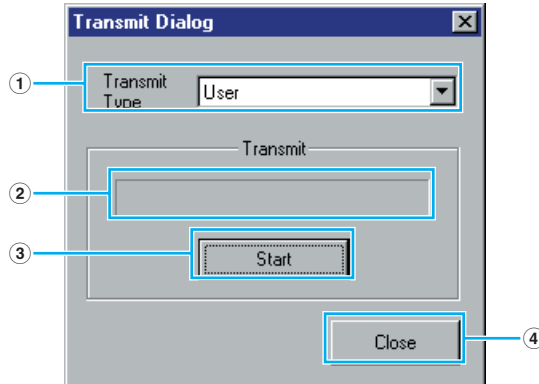 Transmit Dialog
① Transmit
Type User
Transmit
②
③ Start
Close ④